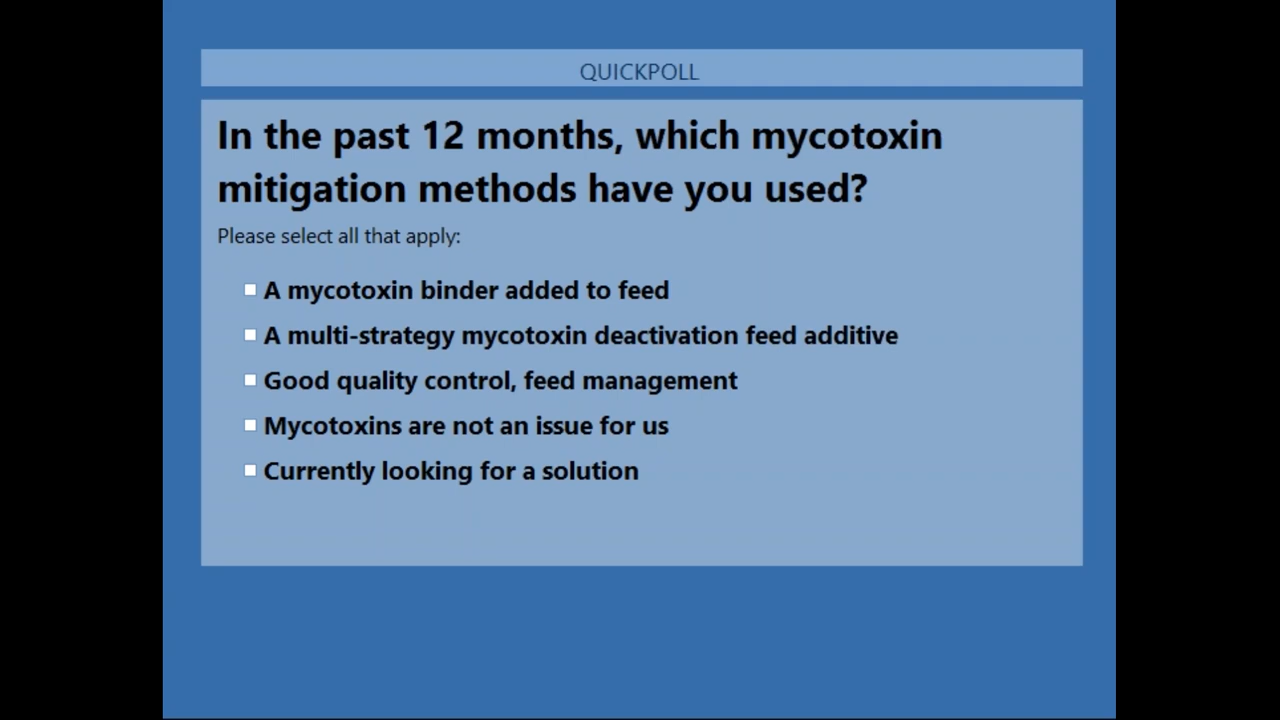 QUICKPOLL
In the past 12 months, which mycotoxin
mitigation methods have you used?
Please select all that apply:
A mycotoxin binder added to feed
A multi-strategy mycotoxin deactivation feed additive
Good quality control, feed management
Mycotoxins are not an issue for us
Currently looking for a solution